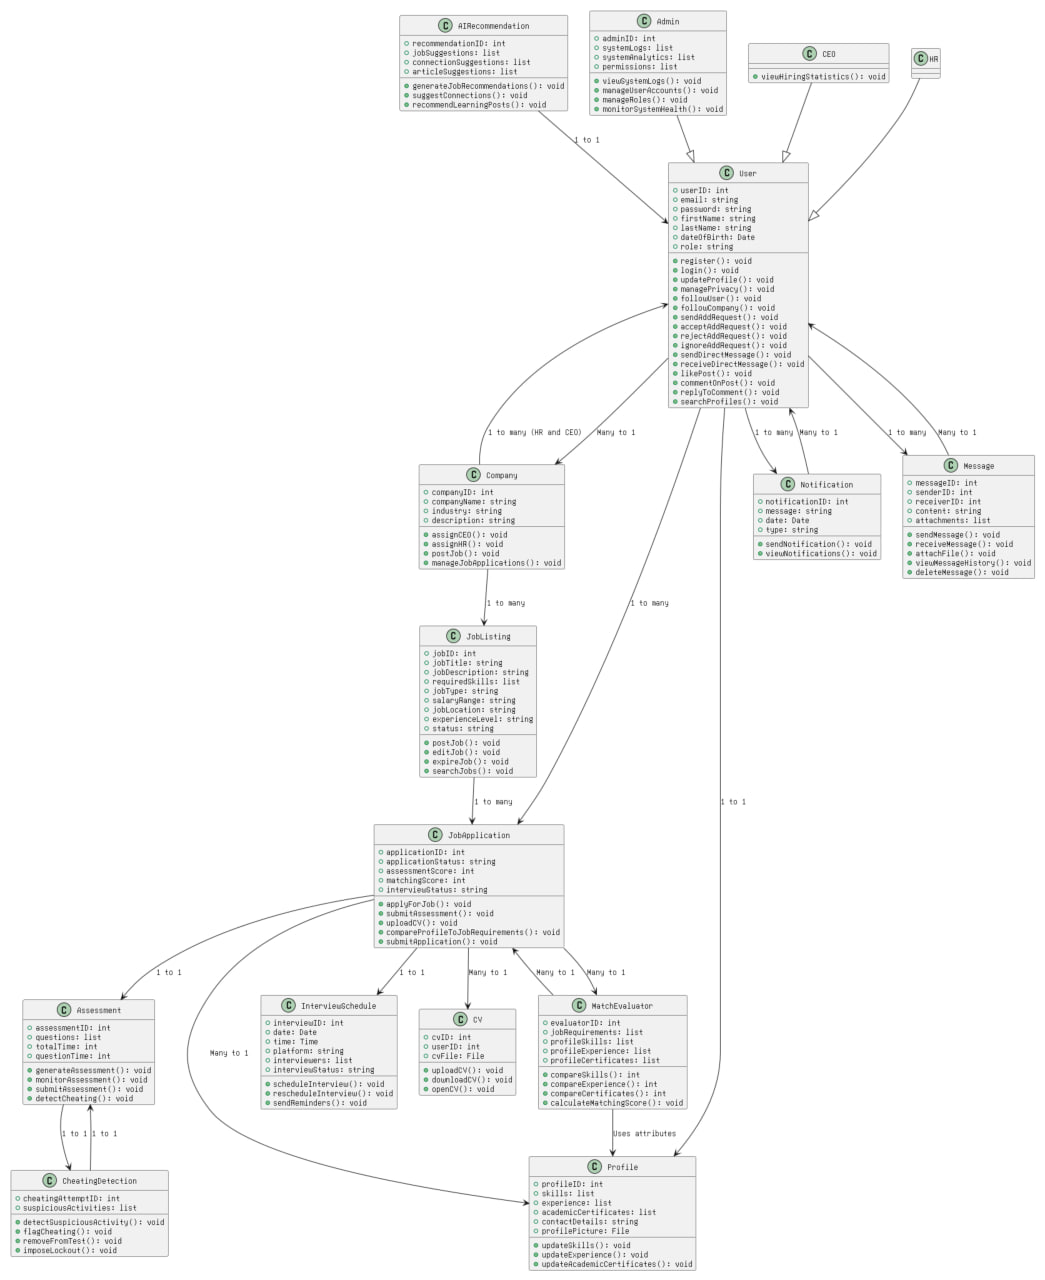 C AIRecommendation
recommendationID: int
jobSuggestions: list
connectionSuggestions: list
articleSuggestions: list
generateJobRecommendations(): void
suggestConnections(): void
recommendLearningPosts(): void
C Admin
adminID: int
systemLogs: list
systemAnalytics: list
permissions: list
viewSystemLogs(): void
manageUserAccounts(): void
manageRoles(): void
monitorSystemHealth(): void
C CEO
viewHiringStatistics(): void
C HR
1 to 1
C User
userID: int
email: string
password: string
firstName: string
lastName: string
dateOfBirth: Date
role: string
register(): void
login(): void
updateProfile(): void
managePrivacy(): void
followUser(): void
followCompany(): void
sendAddRequest(): void
acceptAddRequest(): void
rejectAddRequest(): void
ignoreAddRequest(): void
sendDirectMessage(): void
receiveDirectMessage(): void
likePost(): void
commentOnPost(): void
replyToComment(): void
searchProfiles(): void
1 to many (HR and CEO)
Many to 1
1 to many
Many to 1
1 to many
Many to 1
C Company
companyID: int
companyName: string
industry: string
description: string
assignCEO(): void
assignHR(): void
postJob(): void
manageJobApplications(): void
C Notification
notificationID: int
message: string
date: Date
type: string
sendNotification(): void
viewNotifications(): void
C Message
messageID: int
senderID: int
receiverID: int
content: string
attachments: list
sendMessage(): void
receiveMessage(): void
attachFile(): void
viewMessageHistory(): void
deleteMessage(): void
1 to many
1 to many
C JobListing
jobID: int
jobTitle: string
jobDescription: string
requiredSkills: list
jobType: string
salaryRange: string
jobLocation: string
experienceLevel: string
status: string
postJob(): void
editJob(): void
expireJob(): void
searchJobs(): void
1 to many
1 to 1
C JobApplication
applicationID: int
applicationStatus: string
assessmentScore: int
matchingScore: int
interviewStatus: string
applyForJob(): void
submitAssessment(): void
uploadCV(): void
compareProfileToJobRequirements(): void
submitApplication(): void
1 to 1
1 to 1
Many to 1
Many to 1
Many to 1
C Assessment
assessmentID: int
questions: list
totalTime: int
questionTime: int
generateAssessment(): void
monitorAssessment(): void
submitAssessment(): void
detectCheating(): void
Many to 1
C InterviewSchedule
interviewID: int
date: Date
time: Time
platform: string
interviewers: list
interviewStatus: string
scheduleInterview(): void
rescheduleInterview(): void
sendReminders(): void
C CV
cvID: int
userID: int
cvFile: File
uploadCV(): void
downloadCV(): void
openCV(): void
C MatchEvaluator
evaluatorID: int
jobRequirements: list
profileSkills: list
profileExperience: list
profileCertificates: list
compareSkills(): int
compareExperience(): int
compareCertificates(): int
calculateMatchingScore(): void
1 to 1
1 to 1
Uses attributes
C CheatingDetection
cheatingAttemptID: int
suspiciousActivities: list
detectSuspiciousActivity(): void
flagCheating(): void
removeFromTest(): void
imposeLockout(): void
C Profile
profileID: int
skills: list
experience: list
academicCertificates: list
contactDetails: string
profilePicture: File
updateSkills(): void
updateExperience(): void
updateAcademicCertificates(): void